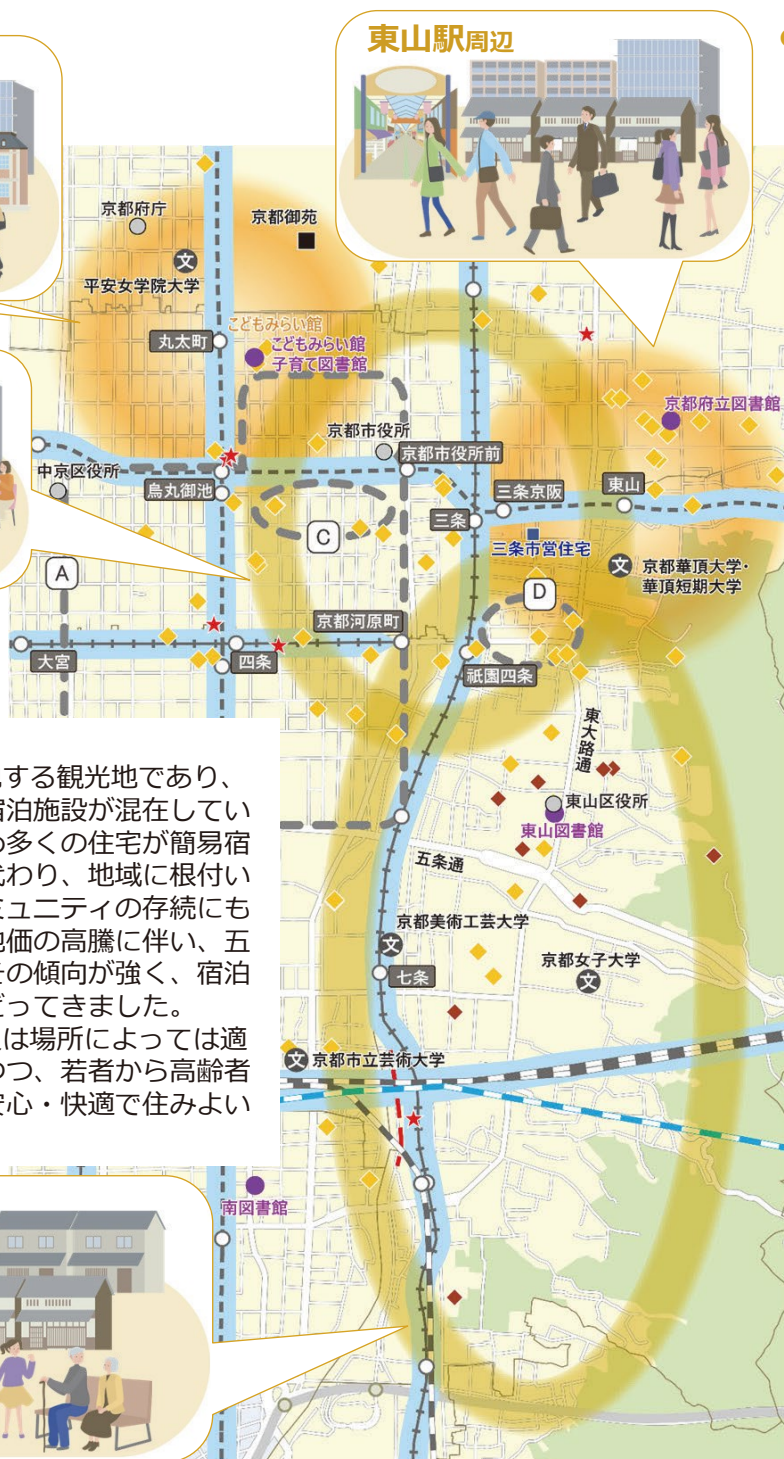 東山駅周辺
京都府庁
京都御苑
文
平安女学院大学
こどもみらい館
こどもみらい館
子育て図書館
丸太町
京都府立図書館
京都市役所
京都市役所前
中京区役所
烏丸御池
三条京阪
東山
三条
C
三条市営住宅
文
京都華頂大学・
華頂短期大学
A
D
京都河原町
大宮
四条
祇園四条
東大路通
する観光地であり、
宿泊施設が混在してい
め多くの住宅が簡易宿
代わり、地域に根付い
ミュニティの存続にも
地価の高騰に伴い、五
その傾向が強く、宿泊
だってきました。
は場所によっては適
つつ、若者から高齢者
安心・快適で住みよい
東山区役所
東山図書館
五条通
京都美術工芸大学
文
京都女子大学
文
七条
文
京都市立芸術大学
南図書館